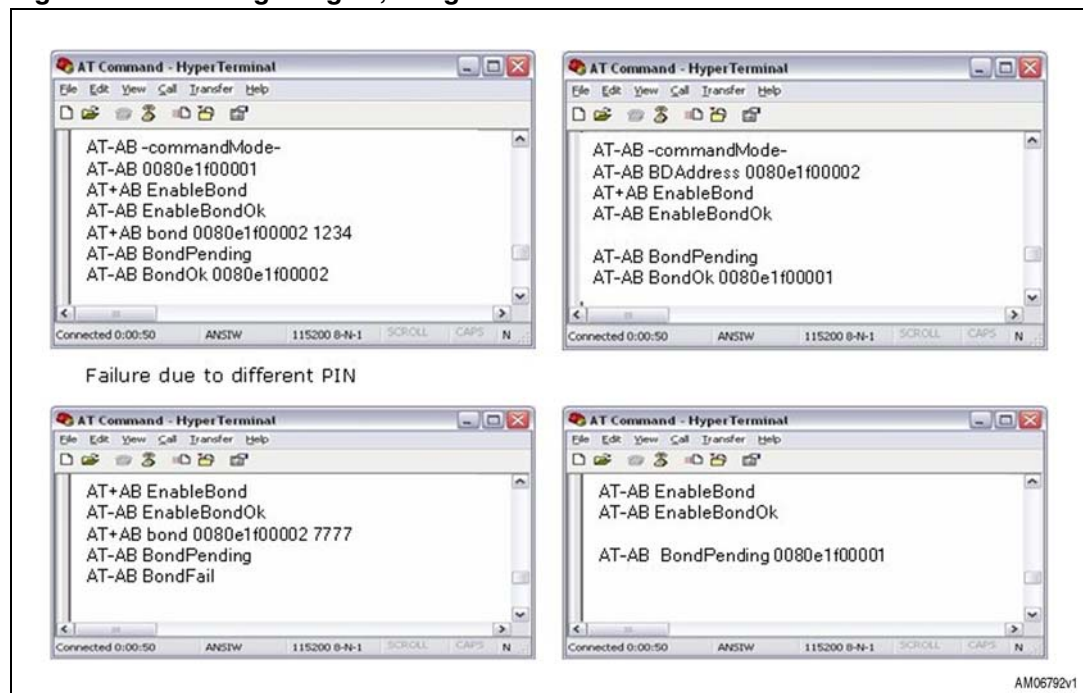 AT Command - HyperTerminal
File Edit View Call Transfer Help
AT-AB -commandMode-
AT-AB 0080e1f00001
AT+AB EnableBond
AT-AB EnableBondOk
AT+AB bond 0080e1f00002 1234
AT-AB BondPending
AT-AB BondOk 0080e1f00002
Connected 0:00:50 ANSIW 115200 8-N-1 SCROLL CAPS N
AT Command - HyperTerminal
File Edit View Call Transfer Help
AT-AB -commandMode-
AT-AB BDAddress 0080e1f00002
AT+AB EnableBond
AT-AB EnableBondOk
AT-AB BondPending
AT-AB BondOk 0080e1f00001
Connected 0:00:50 ANSIW 115200 8-N-1 SCROLL CAPS N
Failure due to different PIN
AT Command - HyperTerminal
File Edit View Call Transfer Help
AT+AB EnableBond
AT-AB EnableBondOk
AT+AB bond 0080e1f00002 7777
AT-AB BondPending
AT-AB BondFail
Connected 0:00:50 ANSIW 115200 8-N-1 SCROLL CAPS N
AT Command - HyperTerminal
File Edit View Call Transfer Help
AT-AB EnableBond
AT-AB EnableBondOk
AT-AB BondPending 0080e1f00001
Connected 0:00:50 ANSIW 115200 8-N-1 SCROLL CAPS N
AM06792v1